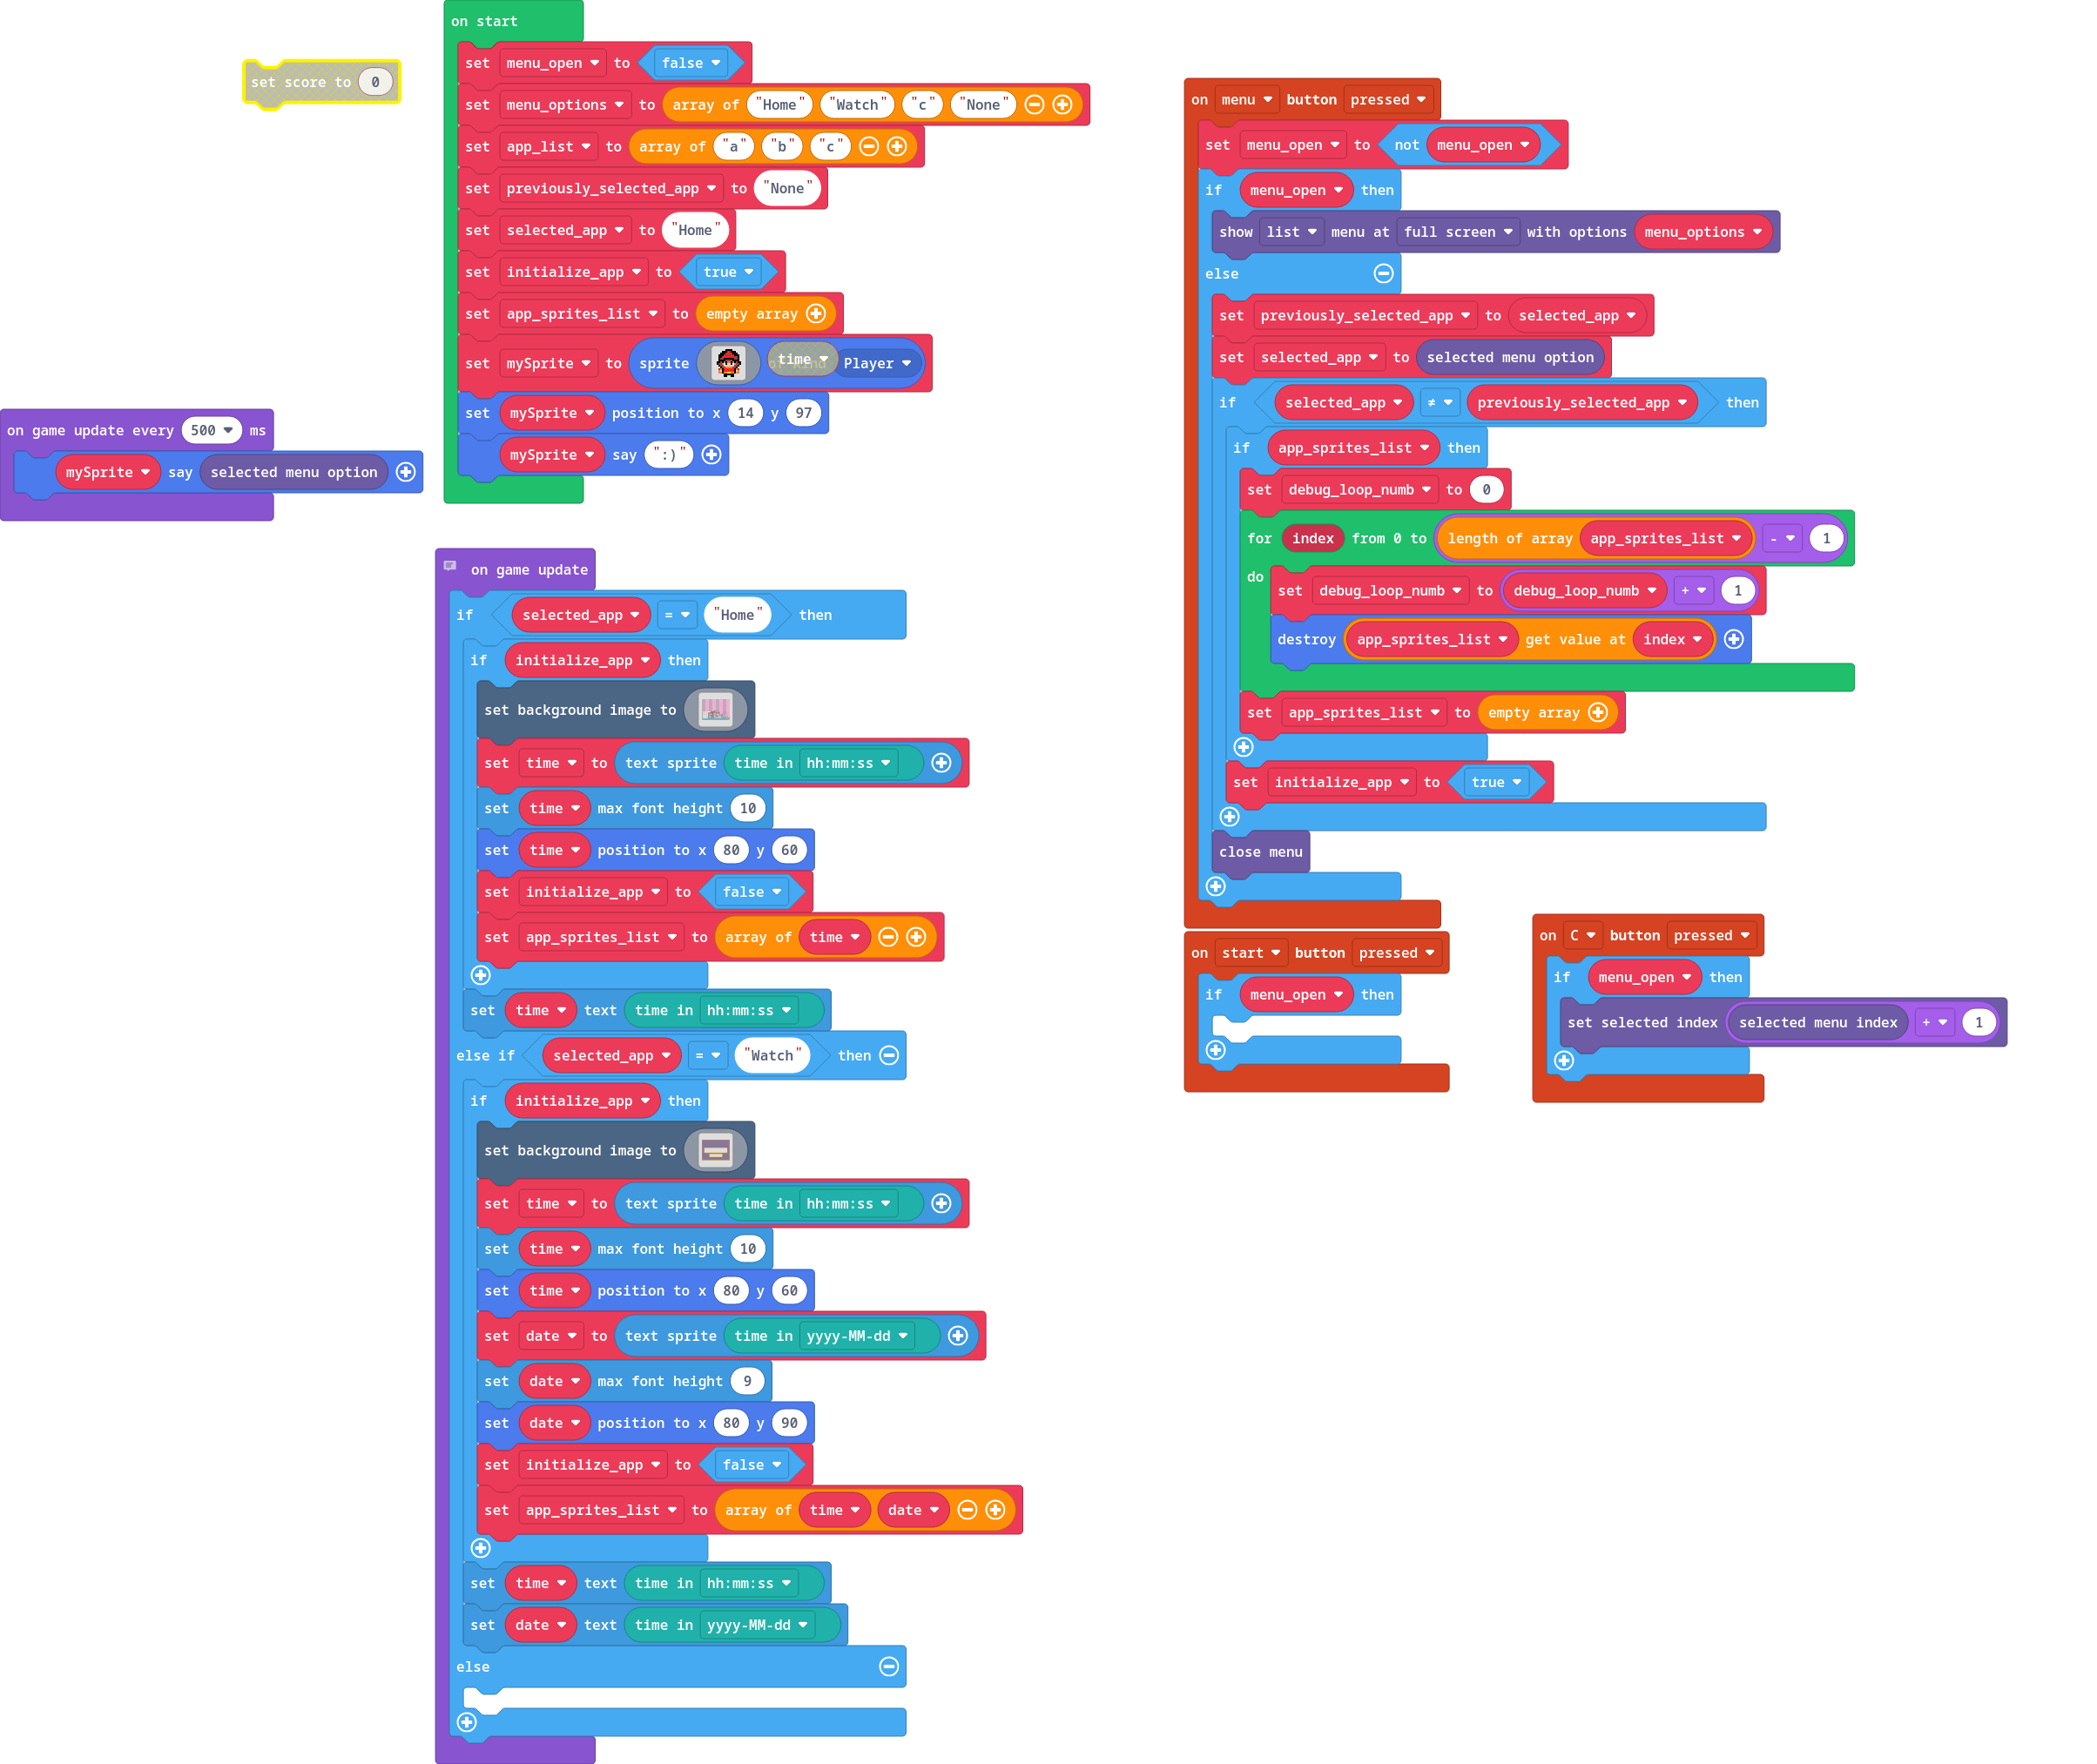 set score to 0
on start
set menu_open to false
set menu_options to array of "Home" "Watch" "c" "None"
set app_list to array of "a" "b" "c"
set previously_selected_app to "None"
set selected_app to "Home"
set initialize_app to true
set app_sprites_list to empty array
set mySprite to sprite of kind Player
time
set mySprite position to x 14 y 97
mySprite say ":)"
on game update every 500 ms
mySprite say selected menu option
on game update
if selected_app = "Home" then
if initialize_app then
set background image to
set time to text sprite time in hh:mm:ss
set time max font height 10
set time position to x 80 y 60
set initialize_app to false
set app_sprites_list to array of time
set time text time in hh:mm:ss
else if selected_app = "Watch" then
if initialize_app then
set background image to
set time to text sprite time in hh:mm:ss
set time max font height 10
set time position to x 80 y 60
set date to text sprite time in yyyy-MM-dd
set date max font height 9
set date position to x 80 y 90
set initialize_app to false
set app_sprites_list to array of time date
set time text time in hh:mm:ss
set date text time in yyyy-MM-dd
else
on menu button pressed
set menu_open to not menu_open
if menu_open then
show list menu at full screen with options menu_options
else
set previously_selected_app to selected_app
set selected_app to selected menu option
if selected_app ≠ previously_selected_app then
if app_sprites_list then
set debug_loop_numb to 0
for index from 0 to length of array app_sprites_list - 1
do
set debug_loop_numb to debug_loop_numb + 1
destroy app_sprites_list get value at index
set app_sprites_list to empty array
set initialize_app to true
close menu
on start button pressed
if menu_open then
on C button pressed
if menu_open then
set selected index selected menu index + 1